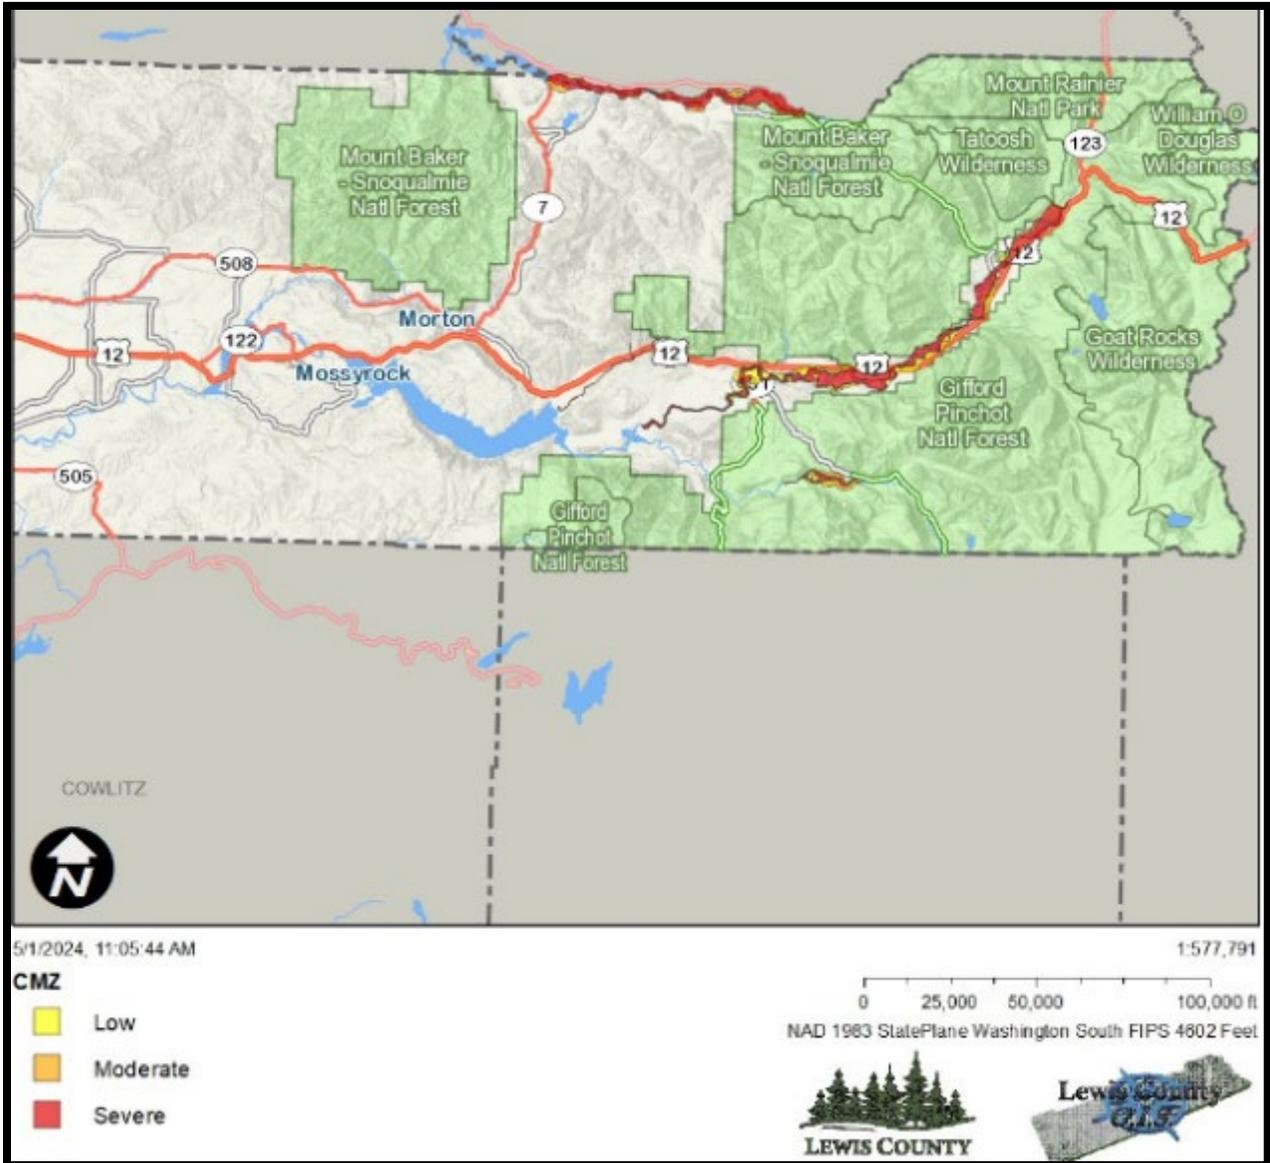 Mount Rainier
Natl Park
William O
Douglas
Wilderness
123
Tatoosh
Wilderness
Mount Baker
- Snoqualmie
Natl Forest
Mount Baker
- Snoqualmie
Natl Forest
7
12
12
508
Morton
122
12
12
12
Mossyrock
Goat Rocks
Wilderness
Gifford
Pinchot
Natl Forest
505
Gifford
Pinchot
Natl Forest
COWLITZ
N
5/1/2024, 11:05:44 AM
1:577,791
CMZ
Low
Moderate
Severe
0 25,000 50,000 100,000 ft
NAD 1983 StatePlane Washington South FIPS 4602 Feet
LEWIS COUNTY
Lewis County
G.I.S.